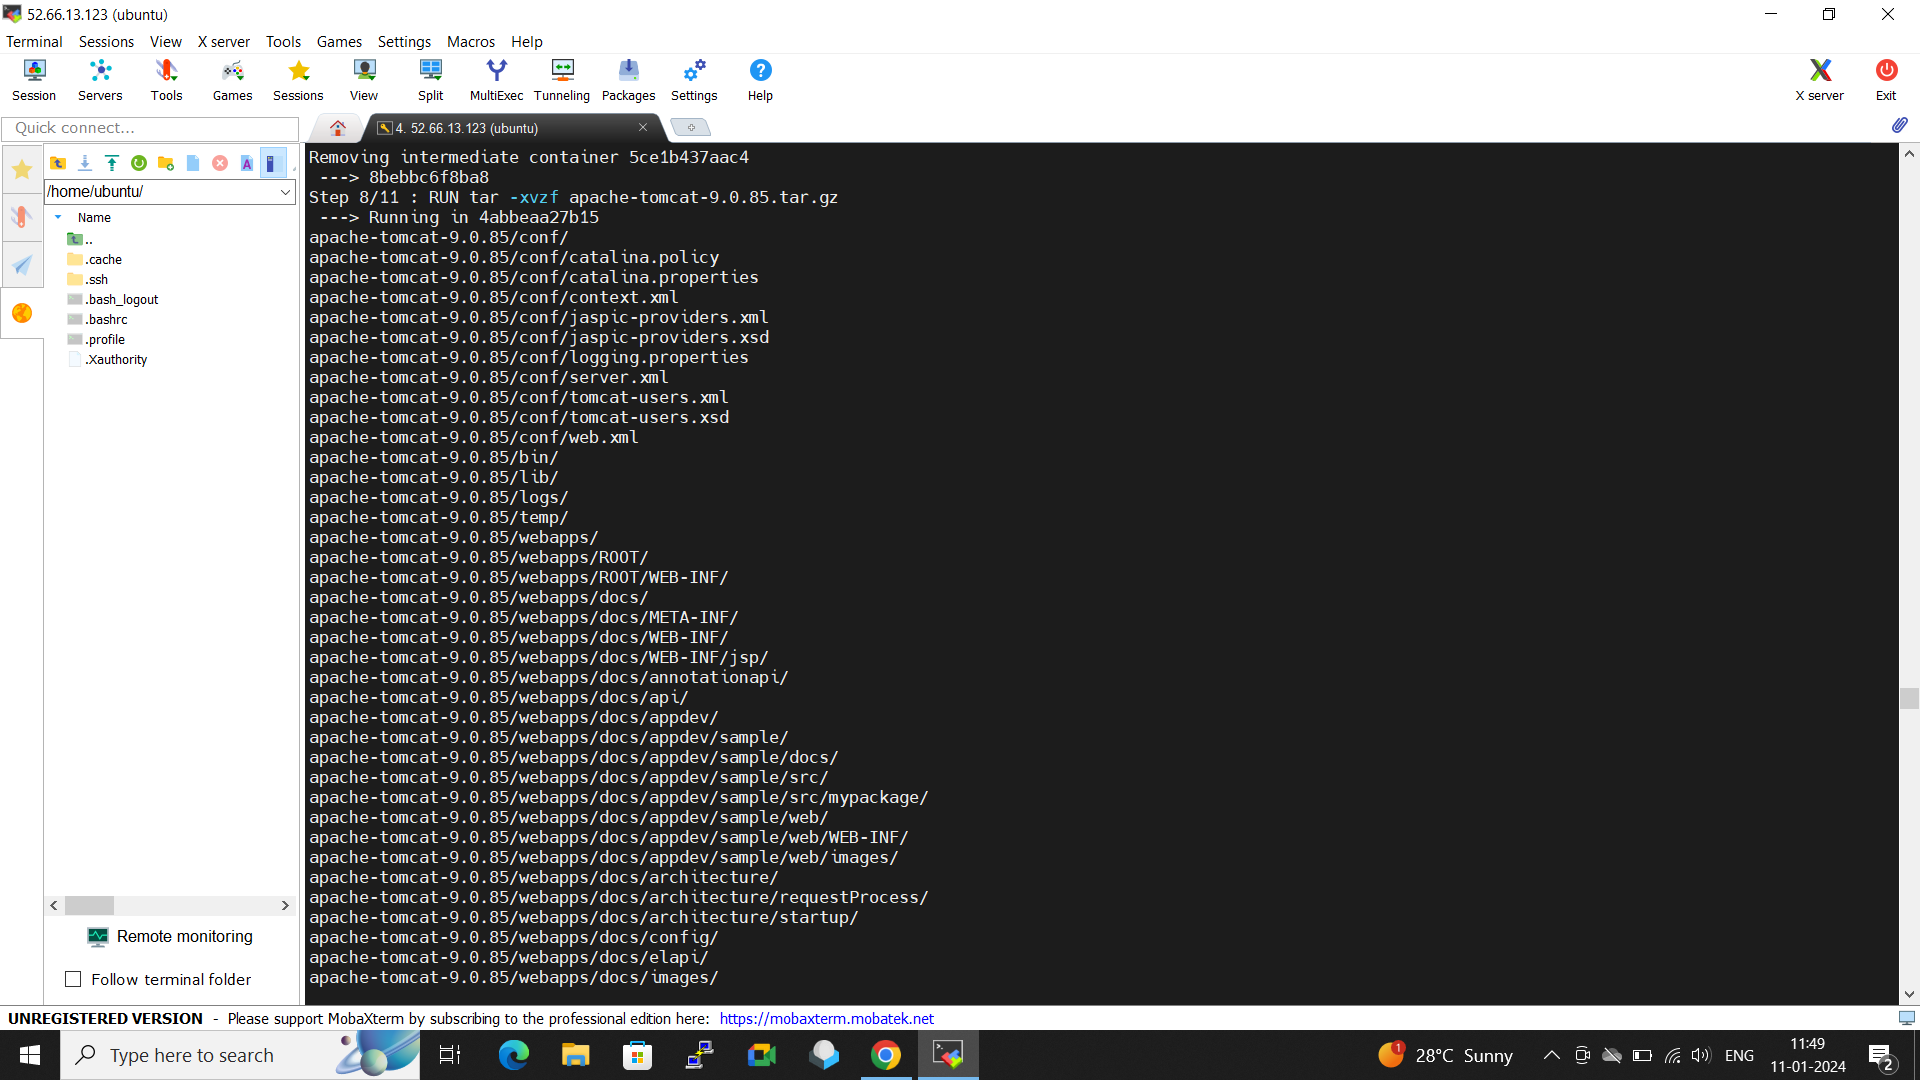 52.66.13.123 (ubuntu)
Terminal Sessions View X server Tools Games Settings Macros Help
Session Servers Tools Games Sessions View Split MultiExec Tunneling Packages Settings Help X server Exit
Quick connect...
4. 52.66.13.123 (ubuntu)
/home/ubuntu/
Name
..
.cache
.ssh
.bash_logout
.bashrc
.profile
.Xauthority
Remote monitoring
Follow terminal folder
Removing intermediate container 5ce1b437aac4
---> 8bebbc6f8ba8
Step 8/11 : RUN tar -xvzf apache-tomcat-9.0.85.tar.gz
---> Running in 4abbeaa27b15
apache-tomcat-9.0.85/conf/
apache-tomcat-9.0.85/conf/catalina.policy
apache-tomcat-9.0.85/conf/catalina.properties
apache-tomcat-9.0.85/conf/context.xml
apache-tomcat-9.0.85/conf/jaspic-providers.xml
apache-tomcat-9.0.85/conf/jaspic-providers.xsd
apache-tomcat-9.0.85/conf/logging.properties
apache-tomcat-9.0.85/conf/server.xml
apache-tomcat-9.0.85/conf/tomcat-users.xml
apache-tomcat-9.0.85/conf/tomcat-users.xsd
apache-tomcat-9.0.85/conf/web.xml
apache-tomcat-9.0.85/bin/
apache-tomcat-9.0.85/lib/
apache-tomcat-9.0.85/logs/
apache-tomcat-9.0.85/temp/
apache-tomcat-9.0.85/webapps/
apache-tomcat-9.0.85/webapps/ROOT/
apache-tomcat-9.0.85/webapps/ROOT/WEB-INF/
apache-tomcat-9.0.85/webapps/docs/
apache-tomcat-9.0.85/webapps/docs/META-INF/
apache-tomcat-9.0.85/webapps/docs/WEB-INF/
apache-tomcat-9.0.85/webapps/docs/WEB-INF/jsp/
apache-tomcat-9.0.85/webapps/docs/annotationapi/
apache-tomcat-9.0.85/webapps/docs/api/
apache-tomcat-9.0.85/webapps/docs/appdev/
apache-tomcat-9.0.85/webapps/docs/appdev/sample/
apache-tomcat-9.0.85/webapps/docs/appdev/sample/docs/
apache-tomcat-9.0.85/webapps/docs/appdev/sample/src/
apache-tomcat-9.0.85/webapps/docs/appdev/sample/src/mypackage/
apache-tomcat-9.0.85/webapps/docs/appdev/sample/web/
apache-tomcat-9.0.85/webapps/docs/appdev/sample/web/WEB-INF/
apache-tomcat-9.0.85/webapps/docs/appdev/sample/web/images/
apache-tomcat-9.0.85/webapps/docs/architecture/
apache-tomcat-9.0.85/webapps/docs/architecture/requestProcess/
apache-tomcat-9.0.85/webapps/docs/architecture/startup/
apache-tomcat-9.0.85/webapps/docs/config/
apache-tomcat-9.0.85/webapps/docs/elapi/
apache-tomcat-9.0.85/webapps/docs/images/
UNREGISTERED VERSION - Please support MobaXterm by subscribing to the professional edition here: https://mobaxterm.mobatek.net
Type here to search
1
28°C Sunny
ENG
11:49
11-01-2024
2